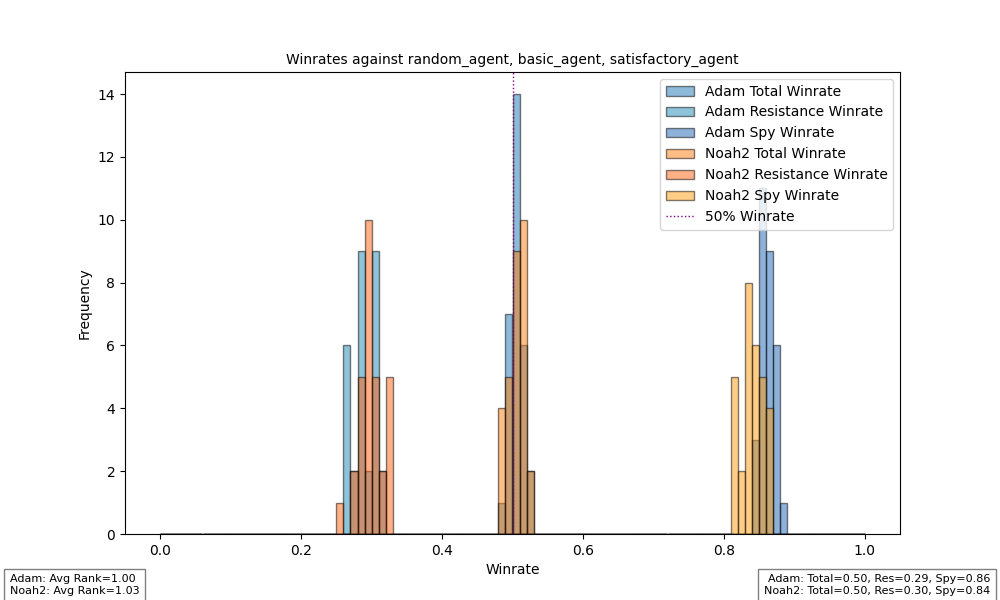 Winrates against random_agent, basic_agent, satisfactory_agent
Adam Total Winrate
Adam Resistance Winrate
Adam Spy Winrate
Noah2 Total Winrate
Noah2 Resistance Winrate
Noah2 Spy Winrate
50% Winrate
Frequency
14
12
10
8
6
4
2
0
0.0 0.2 0.4 0.6 0.8 1.0
Winrate
Adam: Avg Rank=1.00
Noah2: Avg Rank=1.03
Adam: Total=0.50, Res=0.29, Spy=0.86
Noah2: Total=0.50, Res=0.30, Spy=0.84